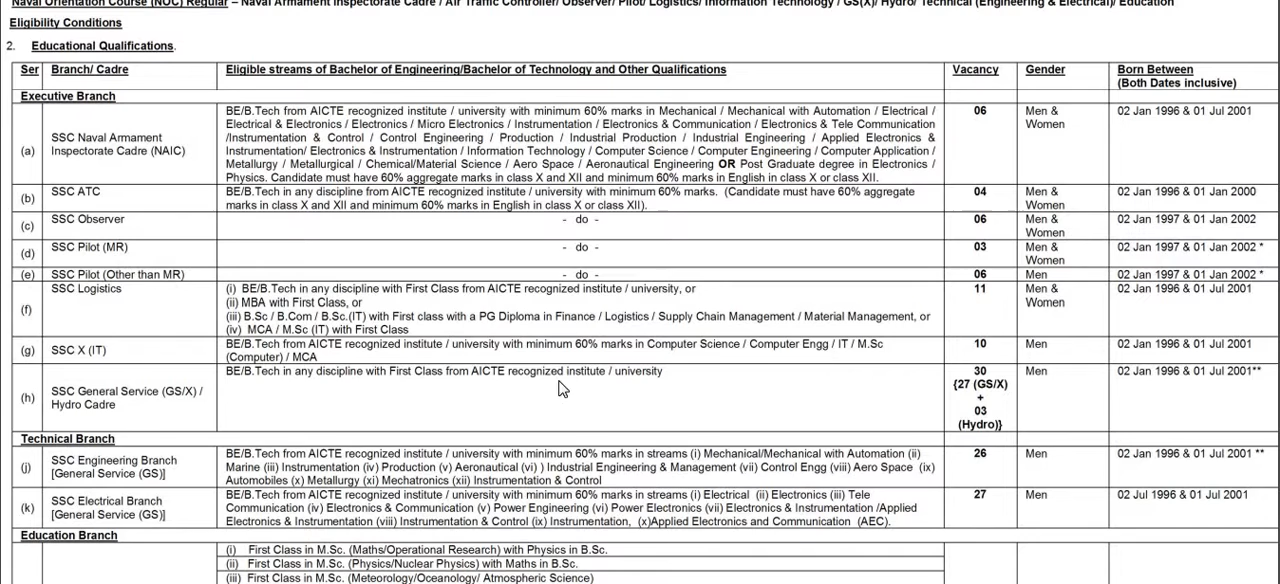 Naval Orientation Course (NOC) Regular – Naval Armament Inspectorate Cadre / Air Traffic Controller/ Observer/ Pilot/ Logistics/ Information Technology / GS(X)/ Hydro/ Technical (Engineering & Electrical)/ Education
Eligibility Conditions
2. Educational Qualifications.
Ser Branch/ Cadre Eligible streams of Bachelor of Engineering/Bachelor of Technology and Other Qualifications Vacancy Gender Born Between
(Both Dates inclusive)
Executive Branch
(a) SSC Naval Armament
Inspectorate Cadre (NAIC)
BE/B.Tech from AICTE recognized institute / university with minimum 60% marks in Mechanical / Mechanical with Automation / Electrical /
Electrical & Electronics / Electronics / Micro Electronics / Instrumentation / Electronics & Communication / Electronics & Tele Communication
/Instrumentation & Control / Control Engineering / Production / Industrial Production / Industrial Engineering / Applied Electronics &
Instrumentation/ Electronics & Instrumentation / Information Technology / Computer Science / Computer Engineering / Computer Application /
Metallurgy / Metallurgical / Chemical/Material Science / Aero Space / Aeronautical Engineering OR Post Graduate degree in Electronics /
Physics. Candidate must have 60% aggregate marks in class X and XII and minimum 60% marks in English in class X or class XII.
06
Men &
Women
02 Jan 1996 & 01 Jul 2001
(b) SSC ATC
BE/B.Tech in any discipline from AICTE recognized institute / university with minimum 60% marks. (Candidate must have 60% aggregate
marks in class X and XII and minimum 60% marks in English in class X or class XII).
04
Men &
Women
02 Jan 1996 & 01 Jan 2000
(c) SSC Observer
- do -
06
Men &
Women
02 Jan 1997 & 01 Jan 2002
(d) SSC Pilot (MR)
- do -
03
Men &
Women
02 Jan 1997 & 01 Jan 2002 *
(e) SSC Pilot (Other than MR)
- do -
06
Men
02 Jan 1997 & 01 Jan 2002 *
(f) SSC Logistics
(i) BE/B.Tech in any discipline with First Class from AICTE recognized institute / university, or
(ii) MBA with First Class, or
(iii) B.Sc / B.Com / B.Sc.(IT) with First class with a PG Diploma in Finance / Logistics / Supply Chain Management / Material Management, or
(iv) MCA / M.Sc (IT) with First Class
11
Men &
Women
02 Jan 1996 & 01 Jul 2001
(g) SSC X (IT)
BE/B.Tech from AICTE recognized institute / university with minimum 60% marks in Computer Science / Computer Engg / IT / M.Sc
(Computer) / MCA
10
Men
02 Jan 1996 & 01 Jul 2001
(h) SSC General Service (GS/X) /
Hydro Cadre
BE/B.Tech in any discipline with First Class from AICTE recognized institute / university
30
{27 (GS/X)
+
03
(Hydro)}
Men
02 Jan 1996 & 01 Jul 2001**
Technical Branch
(j) SSC Engineering Branch
[General Service (GS)]
BE/B.Tech from AICTE recognized institute / university with minimum 60% marks in streams (i) Mechanical/Mechanical with Automation (ii)
Marine (iii) Instrumentation (iv) Production (v) Aeronautical (vi) ) Industrial Engineering & Management (vii) Control Engg (viii) Aero Space (ix)
Automobiles (x) Metallurgy (xi) Mechatronics (xii) Instrumentation & Control
26
Men
02 Jan 1996 & 01 Jul 2001 **
(k) SSC Electrical Branch
[General Service (GS)]
BE/B.Tech from AICTE recognized institute / university with minimum 60% marks in streams (i) Electrical (ii) Electronics (iii) Tele
Communication (iv) Electronics & Communication (v) Power Engineering (vi) Power Electronics (vii) Electronics & Instrumentation /Applied
Electronics & Instrumentation (viii) Instrumentation & Control (ix) Instrumentation, (x)Applied Electronics and Communication (AEC).
27
Men
02 Jul 1996 & 01 Jul 2001
Education Branch
(i) First Class in M.Sc. (Maths/Operational Research) with Physics in B.Sc.
(ii) First Class in M.Sc. (Physics/Nuclear Physics) with Maths in B.Sc.
(iii) First Class in M.Sc. (Meteorology/Oceanology/ Atmospheric Science)